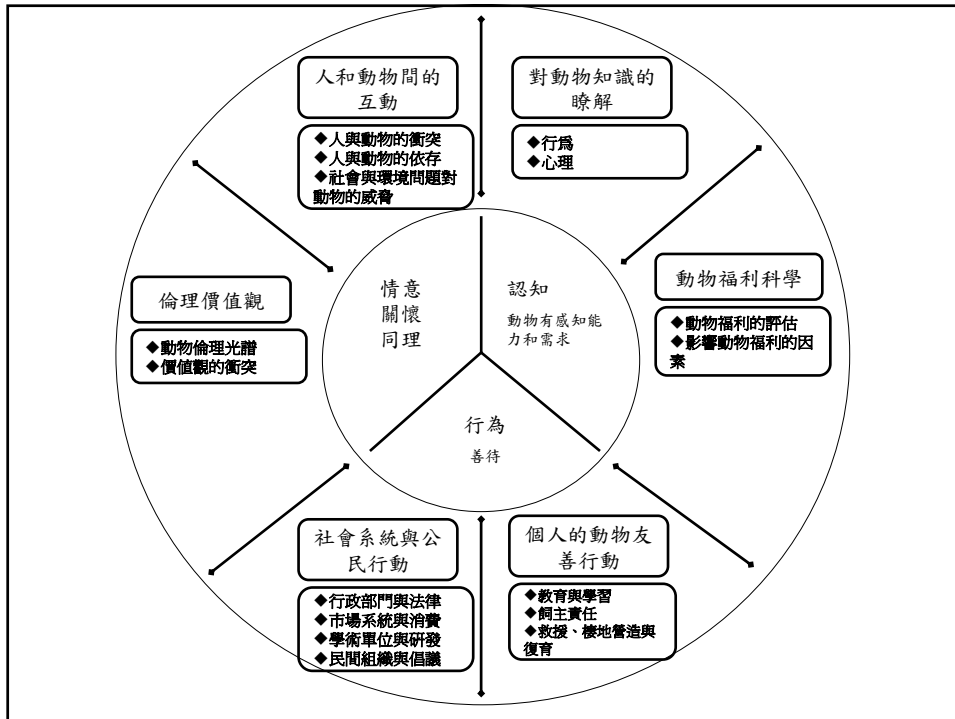 人和動物間的
互動
◆人與動物的衝突
◆人與動物的依存
◆社會與環境問題對
動物的威脅
對動物知識的
瞭解
◆行為
◆心理
倫理價值觀
◆動物倫理光譜
◆價值觀的衝突
情意
關懷
同理
認知
動物有感知能
力和需求
行為
善待
動物福利科學
◆動物福利的評估
◆影響動物福利的因
素
社會系統與公
民行動
◆行政部門與法律
◆市場系統與消費
◆學術單位與研發
◆民間組織與倡議
個人的動物友
善行動
◆教育與學習
◆飼主責任
◆救援、棲地營造與
復育